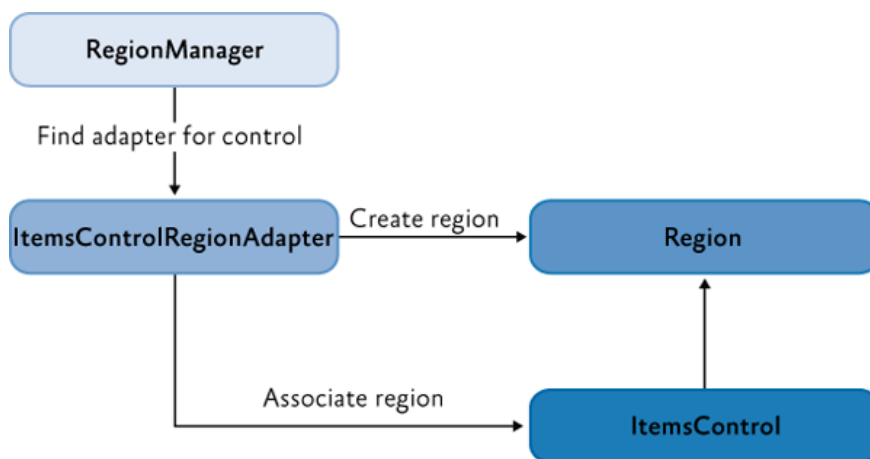 RegionManager
Find adapter for control
ItemsControlRegionAdapter
Create region
Region
Associate region
ItemsControl